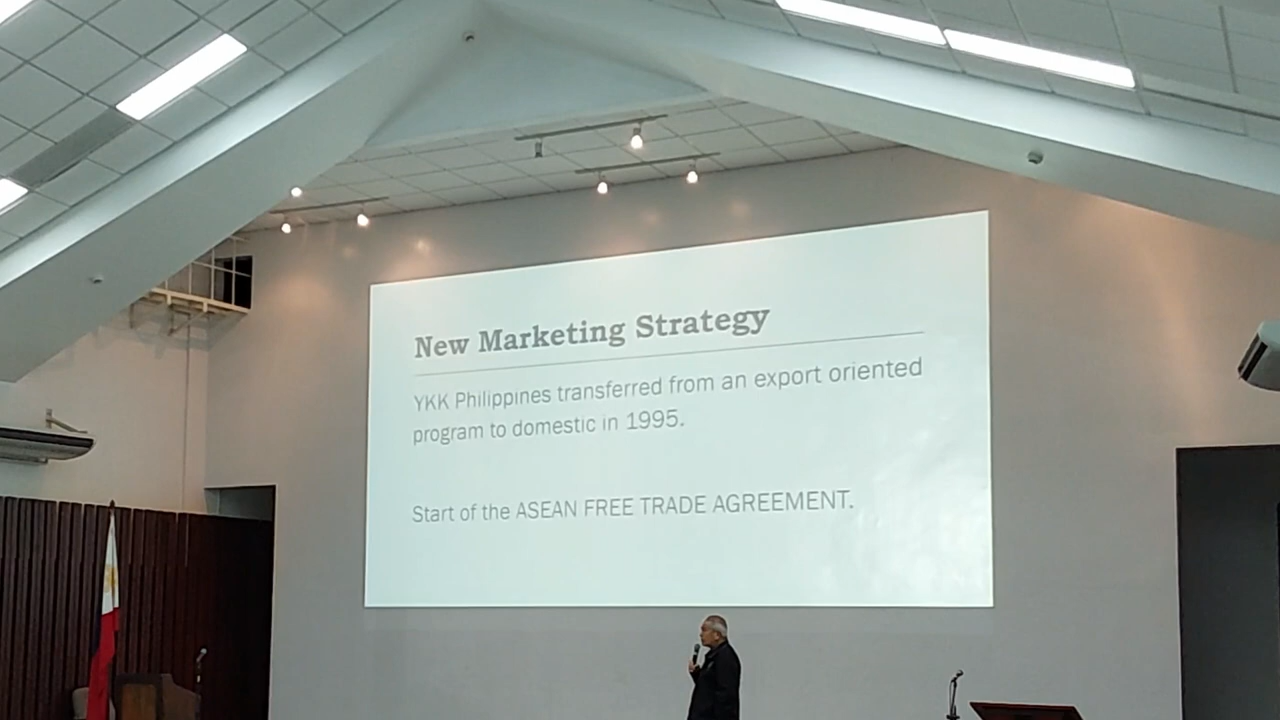 New Marketing Strategy
YKK Philippines transferred from an export oriented
program to domestic in 1995.
Start of the ASEAN FREE TRADE AGREEMENT.